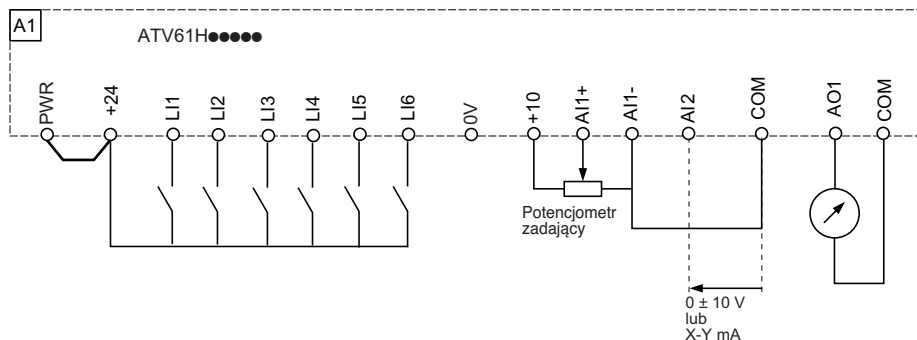 A1
ATV61H●●●●●
PWR
+24
LI1
LI2
LI3
LI4
LI5
LI6
0V
+10
AI1+
AI1-
AI2
COM
AO1
COM
Potencjometr
zadający
0 ± 10 V
lub
X-Y mA